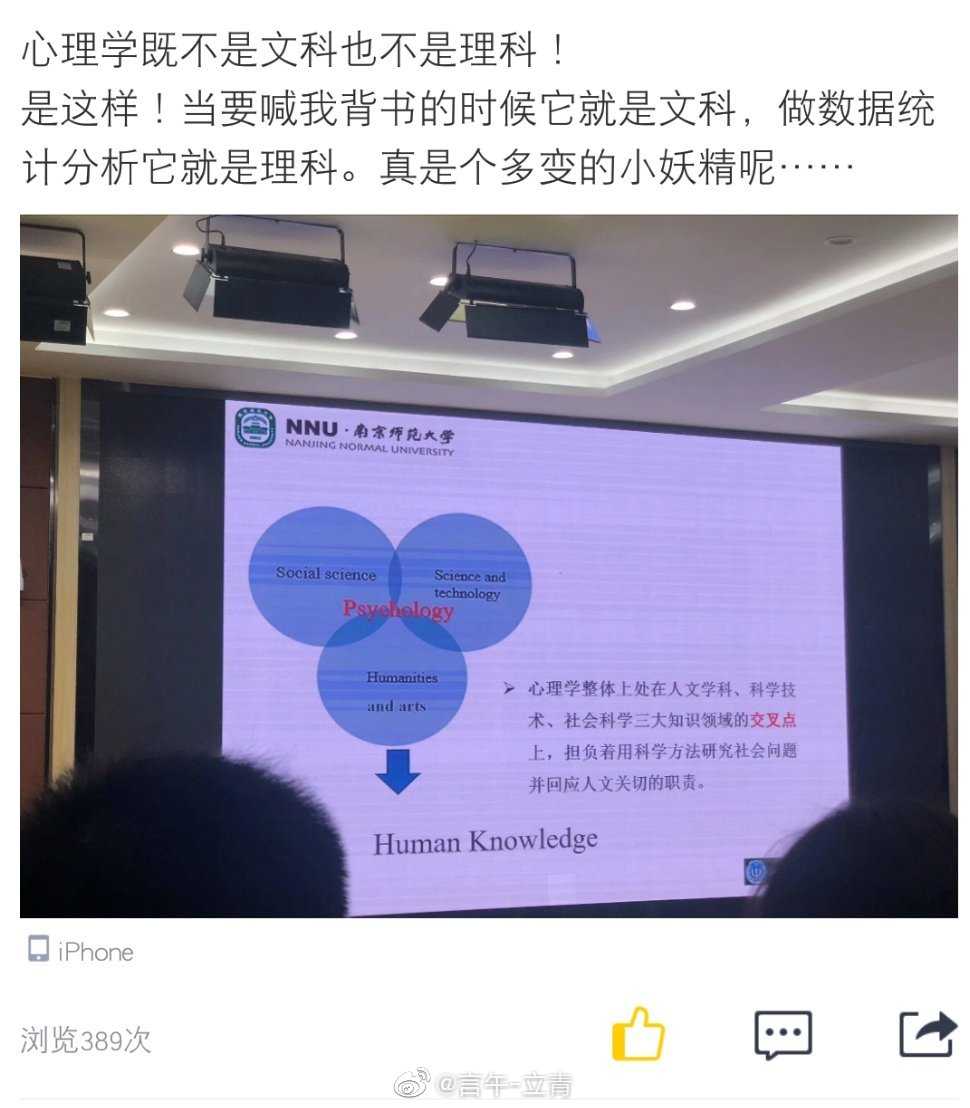 心理学既不是文科也不是理科！
是这样！当要喊我背书的时候它就是文科，做数据统
计分析它就是理科。真是个多变的小妖精呢……
NNU·南京师范大学
NANJING NORMAL UNIVERSITY
Social science
Science and
technology
Psychology
Humanities
and arts
➢ 心理学整体上处在人文学科、科学技
术、社会科学三大知识领域的交叉点
上，担负着用科学方法研究社会问题
并回应人文关切的职责。
Human Knowledge
iPhone
浏览389次
@言午-立青